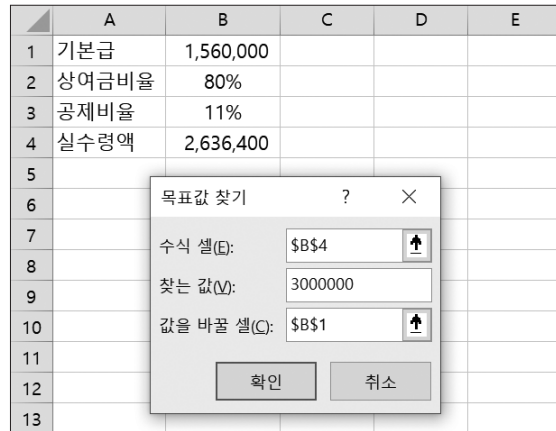 A B C D E
1 기본급 1,560,000
2 상여금비율 80%
3 공제비율 11%
4 실수령액 2,636,400
5
6 목표값 찾기 ?
7 수식 셀(E): $B$4
8
9 찾는 값(V): 3000000
10 값을 바꿀 셀(C): $B$1
11
12 확인 취소
13